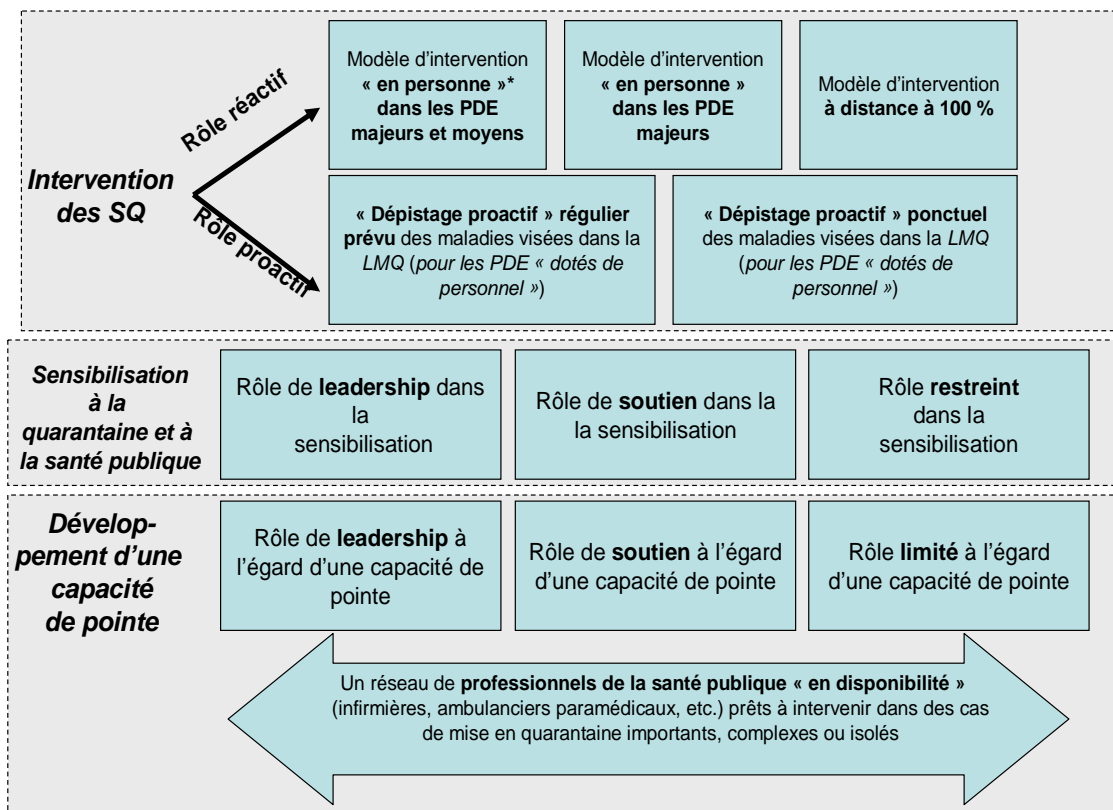 Intervention
des SQ
Rôle réactif
Rôle proactif
Modèle d'intervention
« en personne »*
dans les PDE
majeurs et moyens
Modèle d'intervention
« en personne »
dans les PDE
majeurs
Modèle d'intervention
à distance à 100 %
« Dépistage proactif » régulier
prévu des maladies visées dans la
LMQ (pour les PDE « dotés de
personnel »)
« Dépistage proactif » ponctuel
des maladies visées dans la LMQ
(pour les PDE « dotés de
personnel »)
Sensibilisation
à la
quarantaine et à
la santé publique
Rôle de leadership dans
la
sensibilisation
Rôle de soutien dans la
la sensibilisation
Rôle restreint
dans la
sensibilisation
Dévelop-
pement d'une
capacité
de pointe
Rôle de leadership à
l'égard d'une capacité de
pointe
Rôle de soutien à l'égard
d'une capacité de pointe
Rôle limité à l'égard
d'une capacité de pointe
Un réseau de professionnels de la santé publique « en disponibilité »
(infirmières, ambulanciers paramédicaux, etc.) prêts à intervenir dans des cas
de mise en quarantaine importants, complexes ou isolés